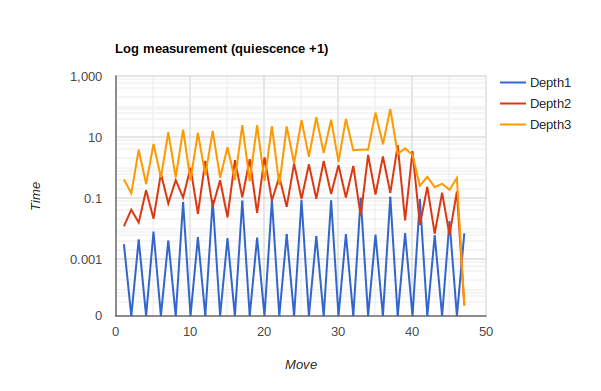 Log measurement (quiescence +1)
1,000
10
0.1
0.001
0
Time
0
10
20
30
40
50
Move
Depth1
Depth2
Depth3